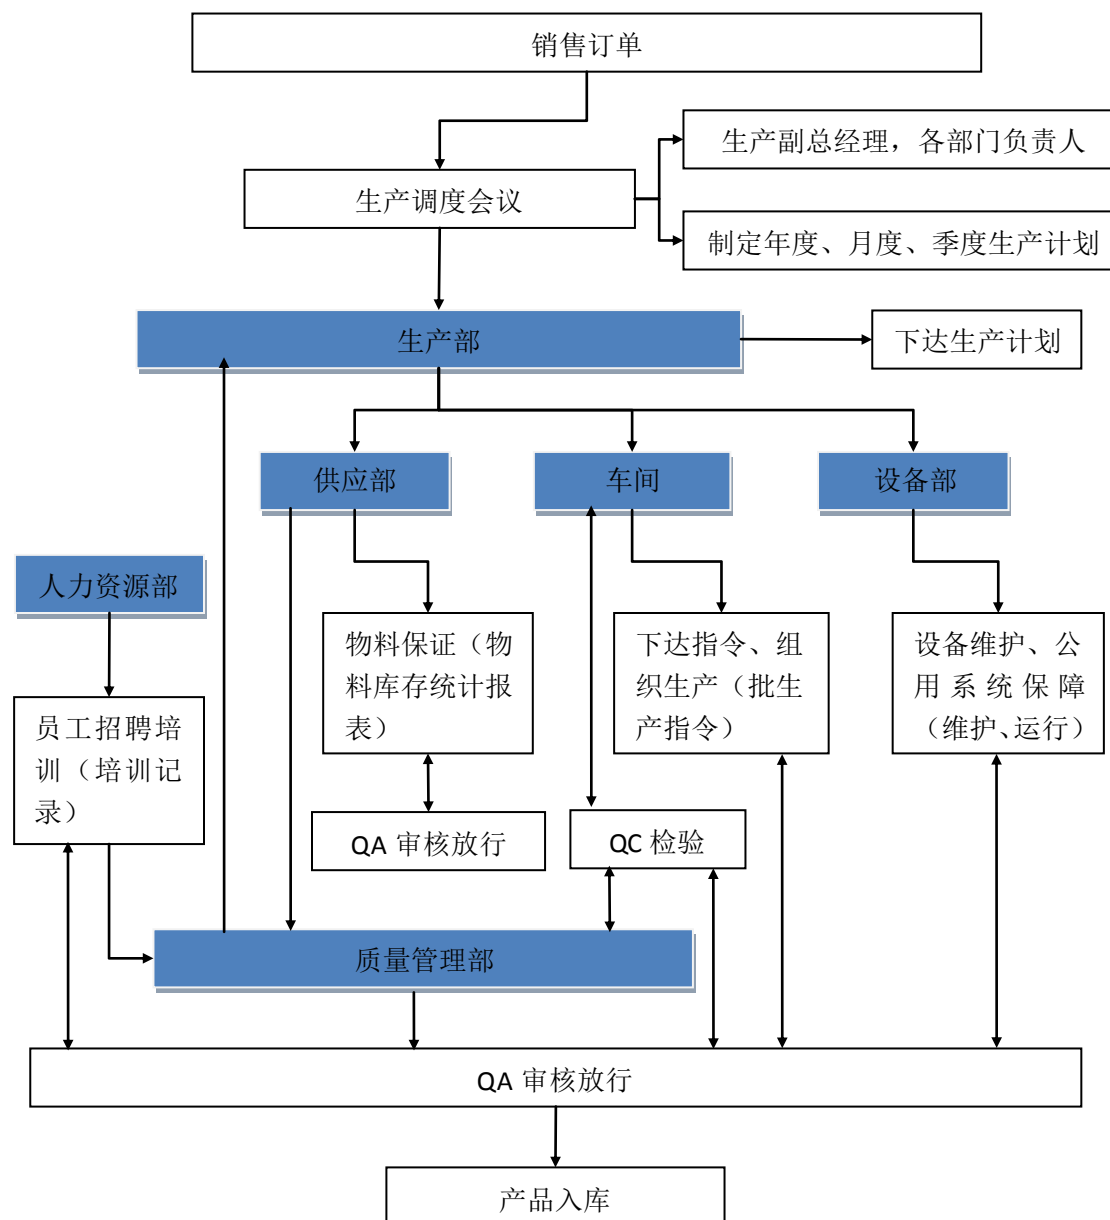 销售订单
生产副总经理，各部门负责人
生产调度会议
制定年度、月度、季度生产计划
生产部
下达生产计划
供应部
车间
设备部
人力资源部
物料保证（物
料库存统计报
表）
下达指令、组
织生产（批生
产指令）
设备维护、公
用系统保障
（维护、运行）
员工招聘培
训（培训记
录）
QA 审核放行
QC 检验
质量管理部
QA 审核放行
产品入库